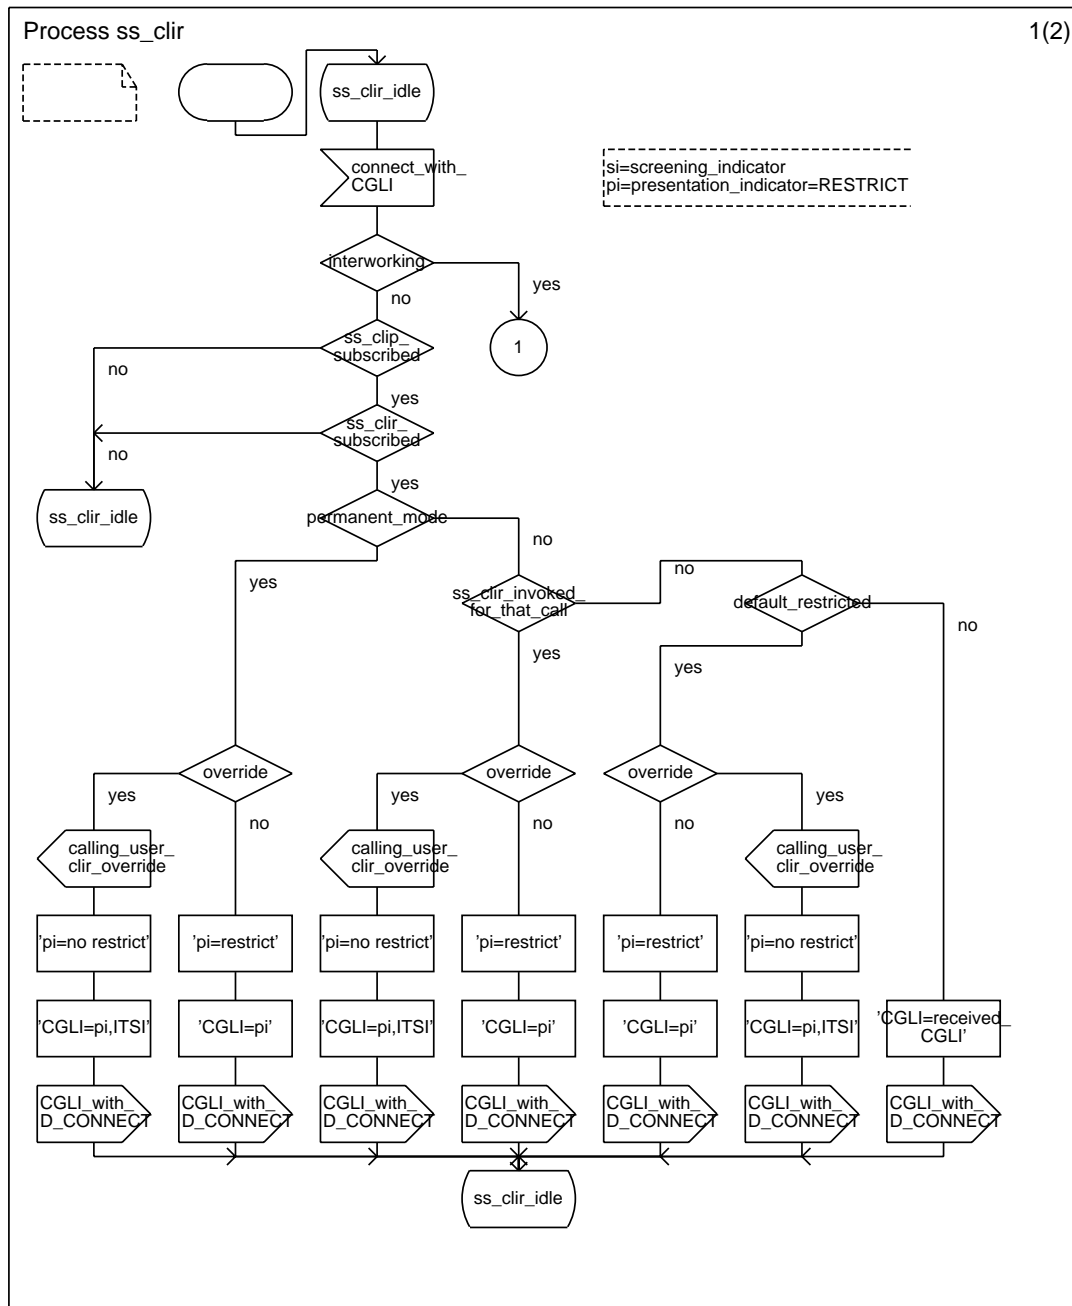 Process ss_clir
1(2)
ss_clir_idle
connect_with_
CGLI
si=screening_indicator
pi=presentation_indicator=RESTRICT
interworking
yes
no
ss_clip_
subscribed
1
no
yes
ss_clir_
subscribed
no
yes
ss_clir_idle
permanent_mode
no
no
yes
ss_clir_invoked_
for_that_call
default_restricted
no
yes
yes
override
override
override
yes
yes
yes
no
no
no
calling_user_
clir_override
calling_user_
clir_override
calling_user_
clir_override
'pi=no restrict'
'pi=restrict'
'pi=no restrict'
'pi=restrict'
'pi=restrict'
'pi=no restrict'
'CGLI=pi,ITSI'
'CGLI=pi'
'CGLI=pi,ITSI'
'CGLI=pi'
'CGLI=pi'
'CGLI=pi,ITSI'
'CGLI=received_
CGLI'
CGLI_with_
D_CONNECT
CGLI_with_
D_CONNECT
CGLI_with_
D_CONNECT
CGLI_with_
D_CONNECT
CGLI_with_
D_CONNECT
CGLI_with_
D_CONNECT
CGLI_with_
D_CONNECT
ss_clir_idle